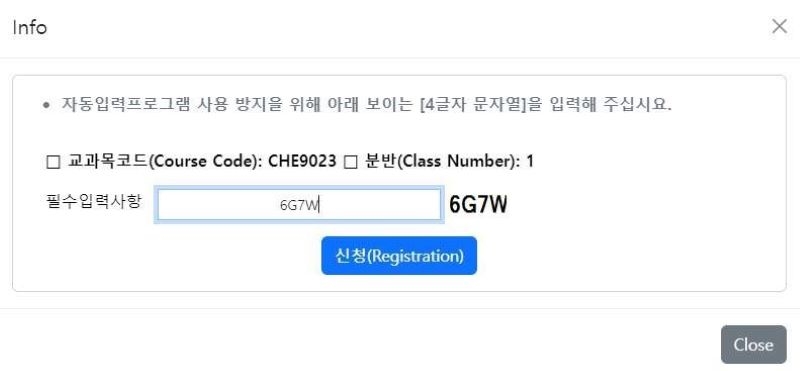 Info
• 자동입력프로그램 사용 방지을 위해 아래 보이는 [4글자 문자열]을 입력해 주십시요.
□ 교과목코드(Course Code): CHE9023 □ 분반(Class Number): 1
필수입력사항 6G7W 6G7W
신청(Registration)
Close